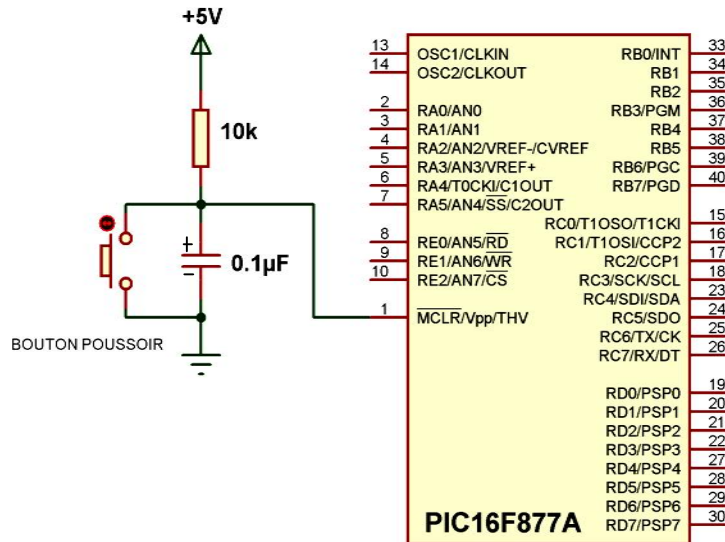 +5V
10k
+
−
0.1µF
BOUTON POUSSOIR
13 OSC1/CLKIN
14 OSC2/CLKOUT
2 RA0/AN0
3 RA1/AN1
4 RA2/AN2/VREF-/CVREF
5 RA3/AN3/VREF+
6 RA4/T0CKI/C1OUT
7 RA5/AN4/SS/C2OUT
8 RE0/AN5/RD
9 RE1/AN6/WR
10 RE2/AN7/CS
1 MCLR/Vpp/THV
RB0/INT 33
RB1 34
RB2 35
RB3/PGM 36
RB4 37
RB5 38
RB6/PGC 39
RB7/PGD 40
RC0/T1OSO/T1CKI 15
RC1/T1OSI/CCP2 16
RC2/CCP1 17
RC3/SCK/SCL 18
RC4/SDI/SDA 23
RC5/SDO 24
RC6/TX/CK 25
RC7/RX/DT 26
RD0/PSP0 19
RD1/PSP1 20
RD2/PSP2 21
RD3/PSP3 22
RD4/PSP4 27
RD5/PSP5 28
RD6/PSP6 29
RD7/PSP7 30
PIC16F877A